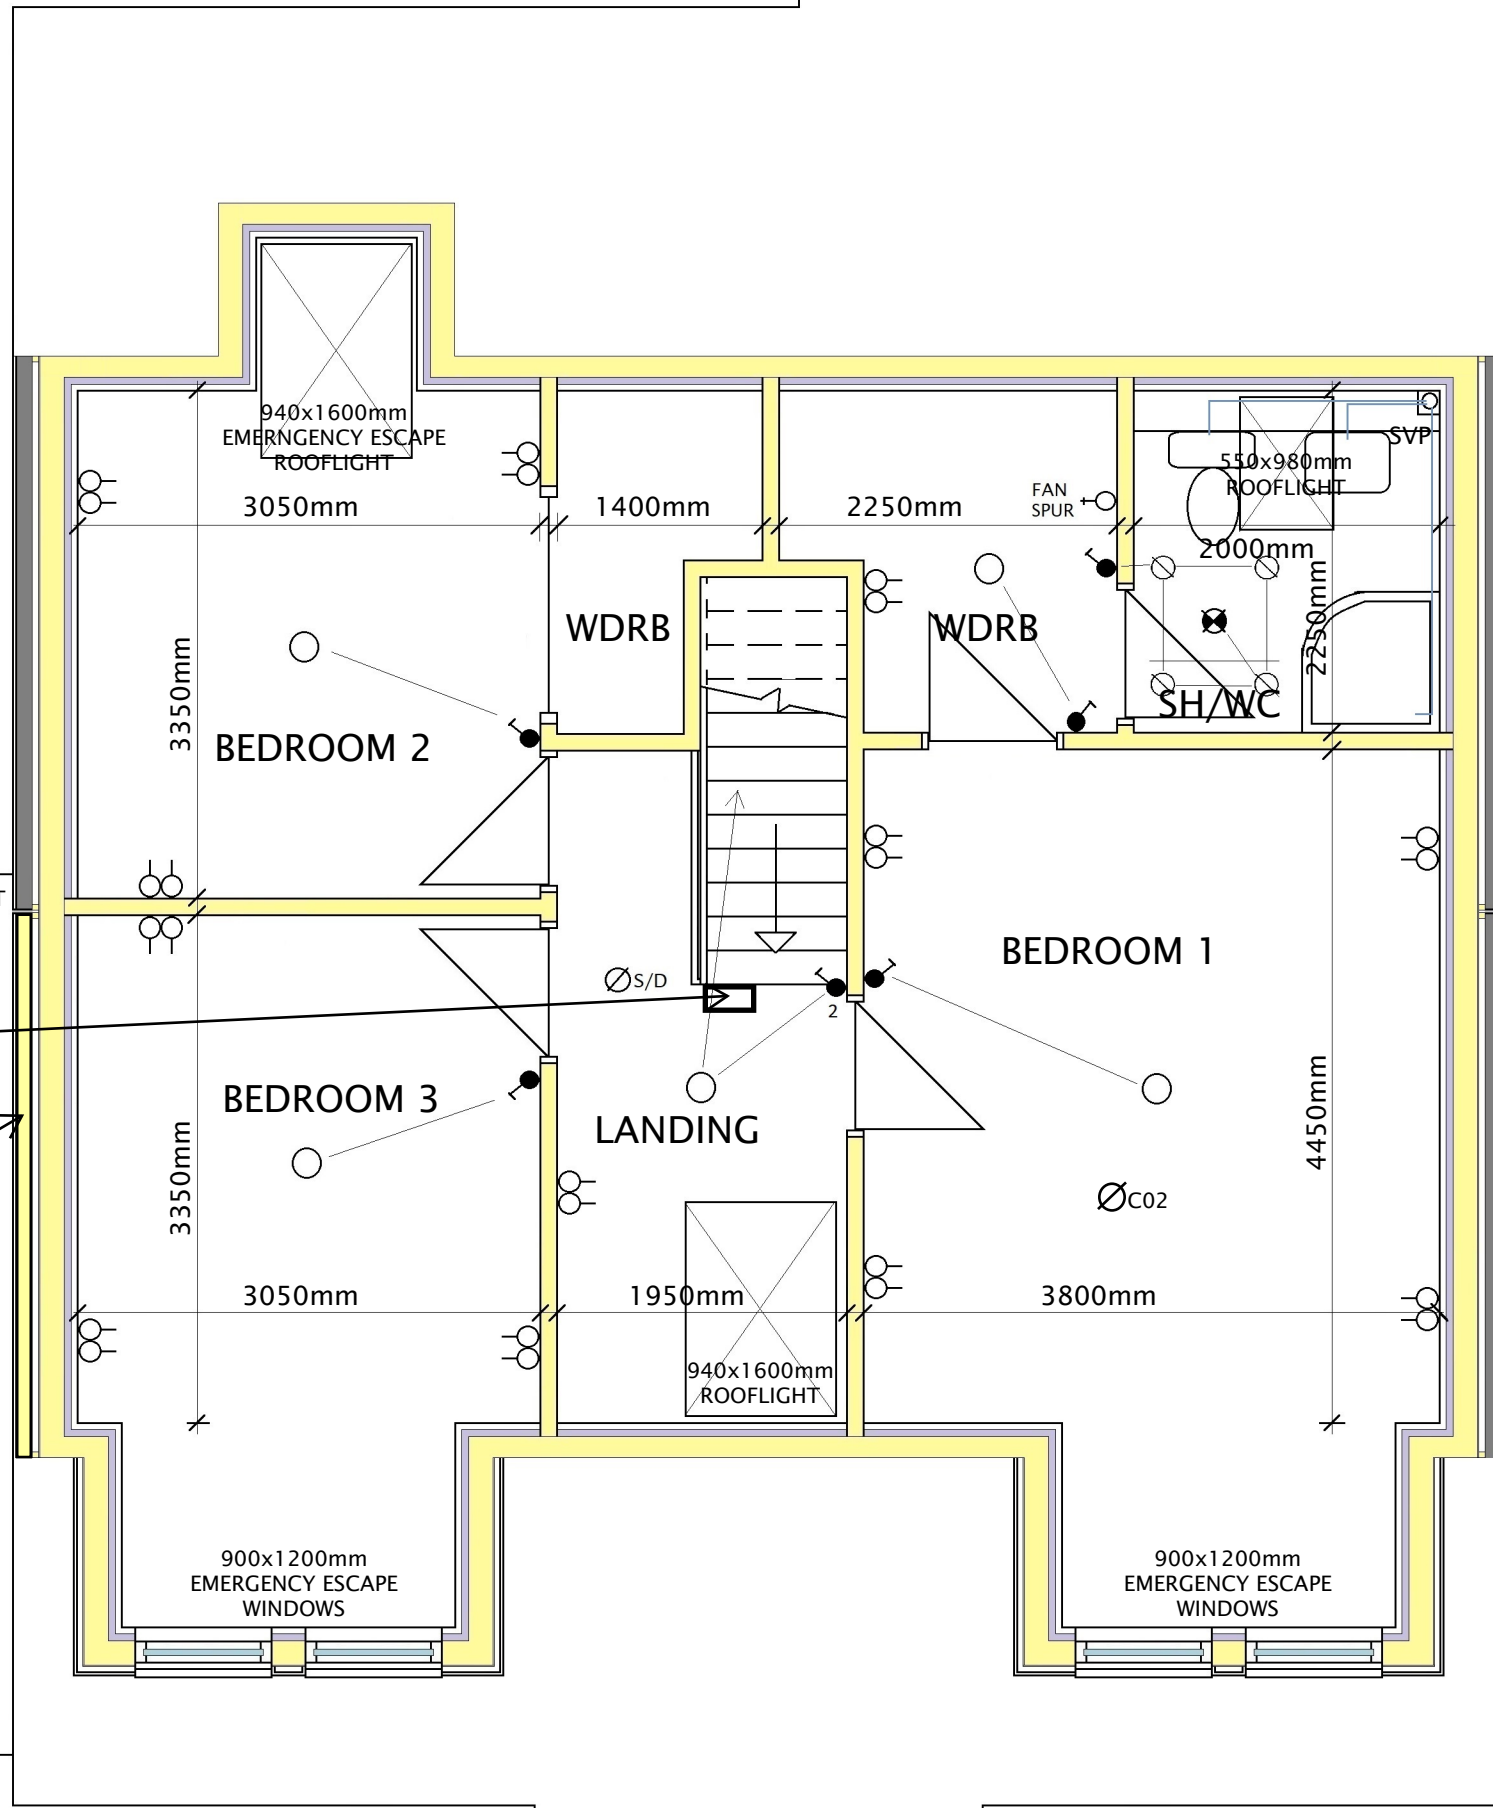 940x1600mm
EMERNGENCY ESCAPE
ROOFLIGHT
SVP
550x980mm
ROOFLIGHT
FAN
SPUR
3050mm
1400mm
2250mm
2000mm
2250mm
WDRB
WDRB
SH/WC
3350mm
BEDROOM 2
BEDROOM 1
S/D
2
BEDROOM 3
LANDING
4450mm
3350mm
C02
3050mm
1950mm
3800mm
940x1600mm
ROOFLIGHT
900x1200mm
EMERGENCY ESCAPE
WINDOWS
900x1200mm
EMERGENCY ESCAPE
WINDOWS